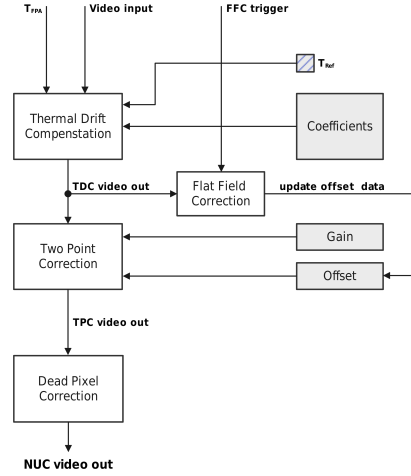 T_FPA Video input FFC trigger
T_Ref
Thermal Drift
Compenstation
Coefficients
TDC video out
Flat Field
Correction
update offset data
Two Point
Correction
Gain
Offset
TPC video out
Dead Pixel
Correction
NUC video out